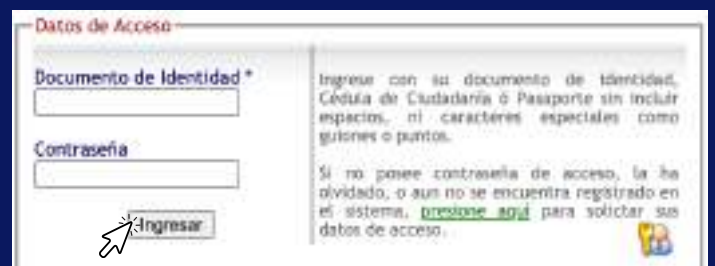 Datos de Acceso
Documento de Identidad *
Contraseña
Ingresar
Ingrese con su documento de Identidad,
Cédula de Ciudadanía ó Pasaporte sin incluir
espacios, ni caracteres especiales como
guiones o puntos.
Si no posee contraseña de acceso, la ha
olvidado, o aun no se encuentra registrado en
el sistema, presione aquí para solictar sus
datos de acceso.